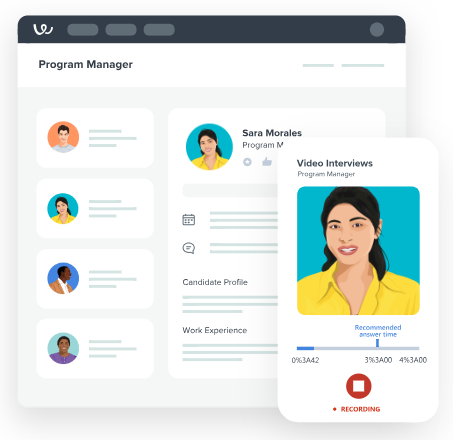 Program Manager
Sara Morales
Program M
Candidate Profile
Work Experience
Video Interviews
Program Manager
Recommended
answer time
0%3A42 3%3A00 4%3A00
RECORDING